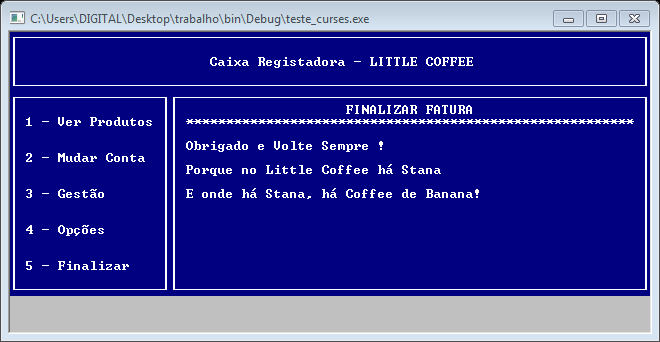 C:\Users\DIGITAL\Desktop\trabalho\bin\Debug\teste_curses.exe
Caixa Registadora - LITTLE COFFEE
1 - Ver Produtos
2 - Mudar Conta
3 - Gestão
4 - Opções
5 - Finalizar
FINALIZAR FATURA
********************************************************
Obrigado e Volte Sempre !
Porque no Little Coffee há Stana
E onde há Stana, há Coffee de Banana!